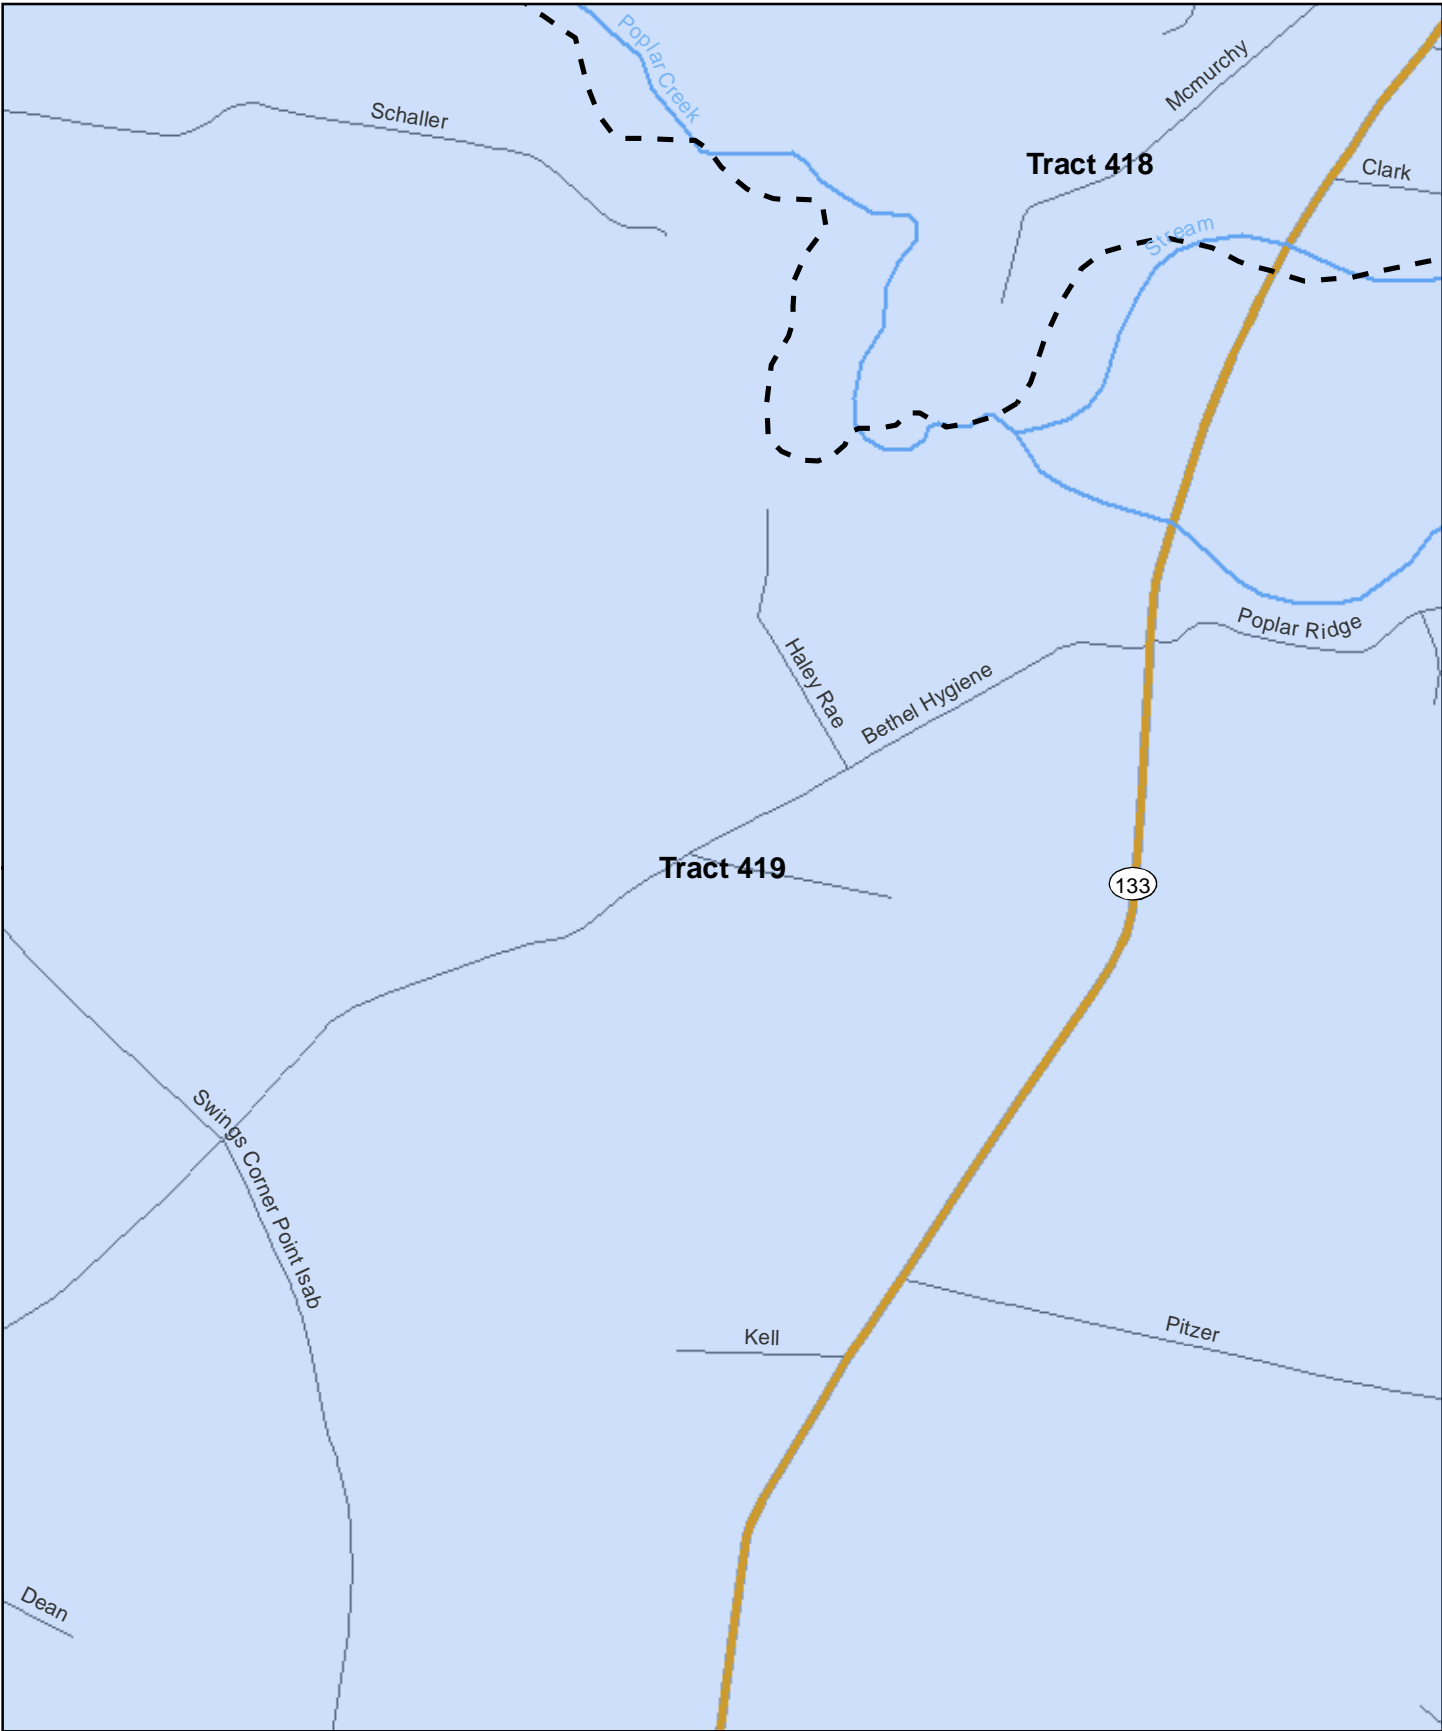 Poplar Creek
Mcmurchy
Schaller
Tract 418
Clark
Stream
Poplar Ridge
Haley Rae
Bethel Hygiene
Tract 419
133
Swings Corner Point Isab
Pitzer
Kell
Dean